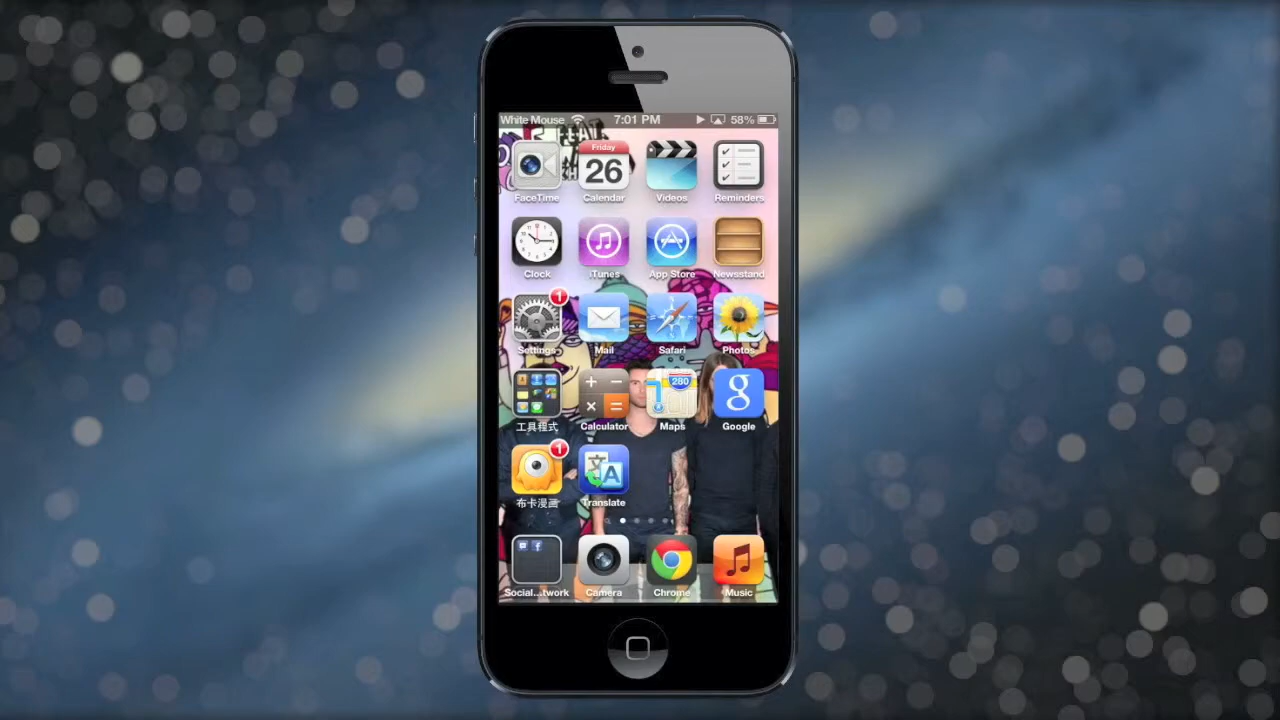 White Mouse 7:01 PM 58%
Friday
26
FaceTime Calendar Videos Reminders
Clock iTunes App Store Newsstand
1
Settings Mail Safari Photos
280
g
工具程式 Calculator Maps Google
1
文 A
布卡漫画 Translate
Social...twork Camera Chrome Music